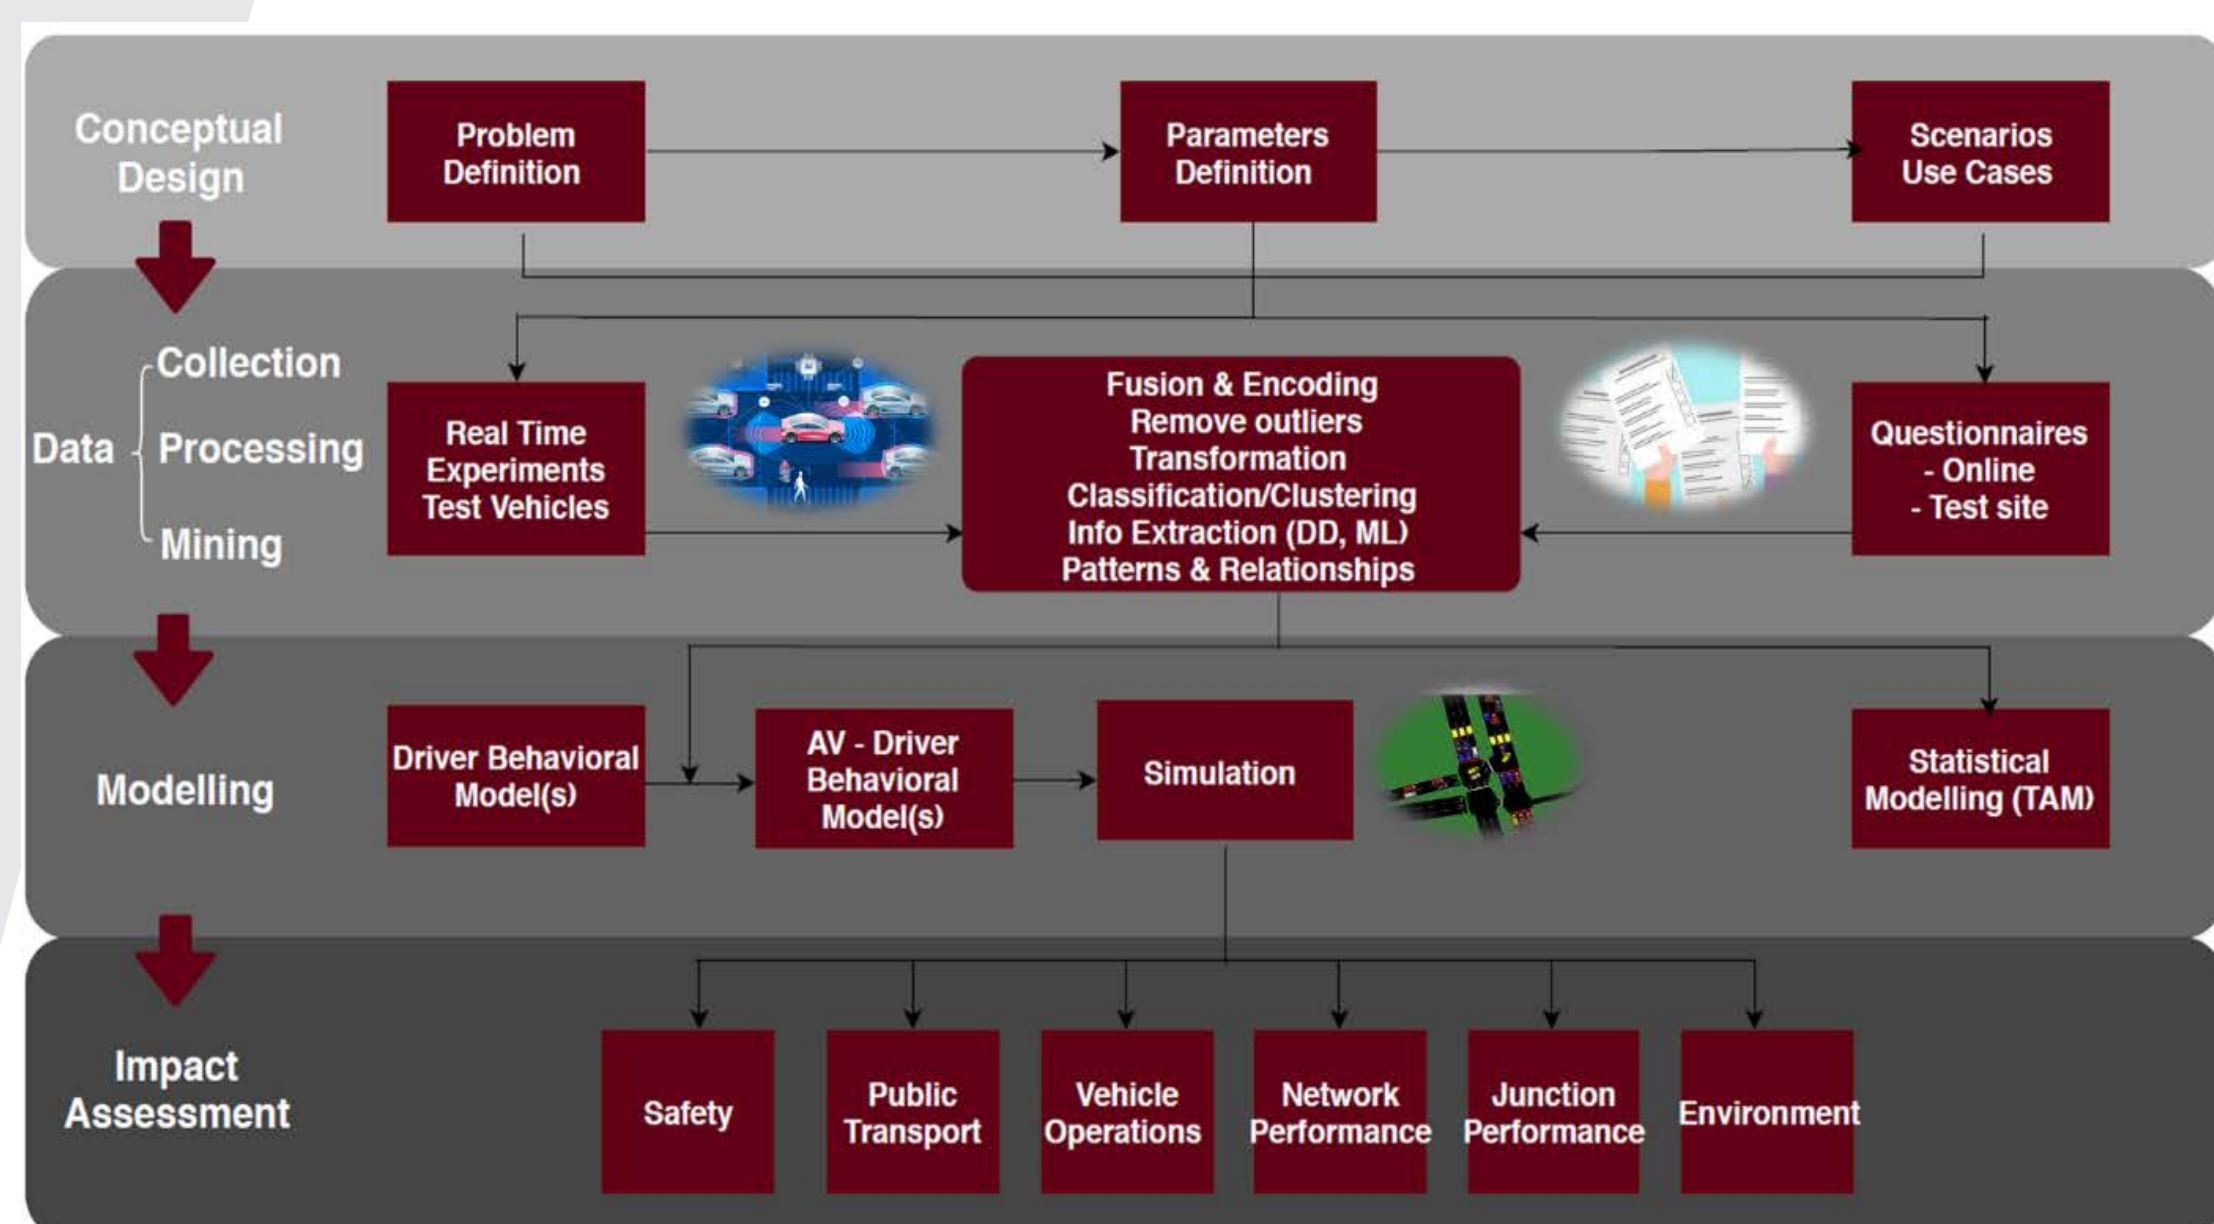 Conceptual
Design
Problem
Definition
Parameters
Definition
Scenarios
Use Cases
Data
Collection
Processing
Mining
Real Time
Experiments
Test Vehicles
Fusion & Encoding
Remove outliers
Transformation
Classification/Clustering
Info Extraction (DD, ML)
Patterns & Relationships
Questionnaires
- Online
- Test site
Modelling
Driver Behavioral
Model(s)
AV - Driver
Behavioral
Model(s)
Simulation
Statistical
Modelling (TAM)
Impact
Assessment
Safety
Public
Transport
Vehicle
Operations
Network
Performance
Junction
Performance
Environment